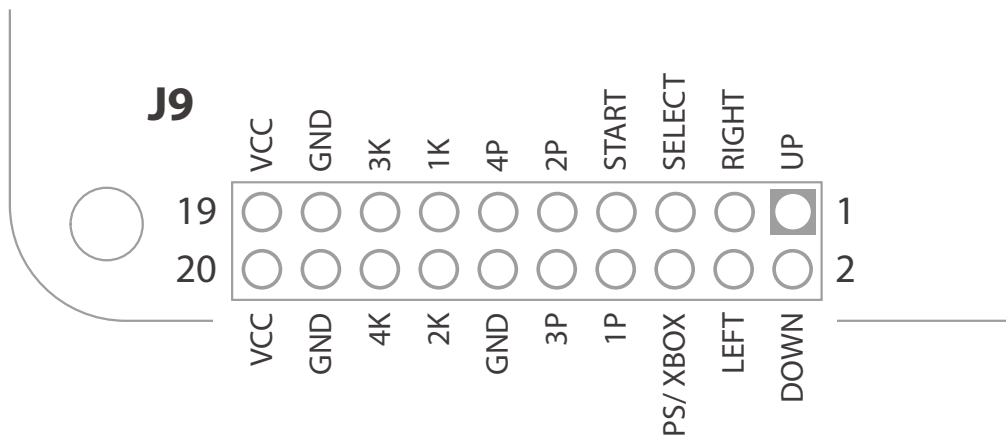 J9
VCC GND 3K 1K 4P 2P START SELECT RIGHT UP
19 1
20 2
VCC GND 4K 2K GND 3P 1P PS/ XBOX LEFT DOWN